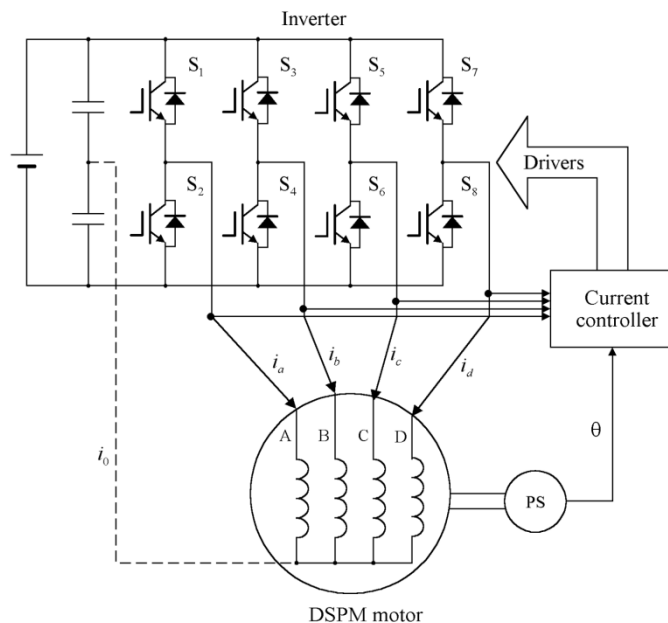 Inverter
S1
S3
S5
S7
S2
S4
S6
S8
Drivers
Current
controller
ia
ib
ic
id
i0
A
B
C
D
θ
PS
DSPM motor